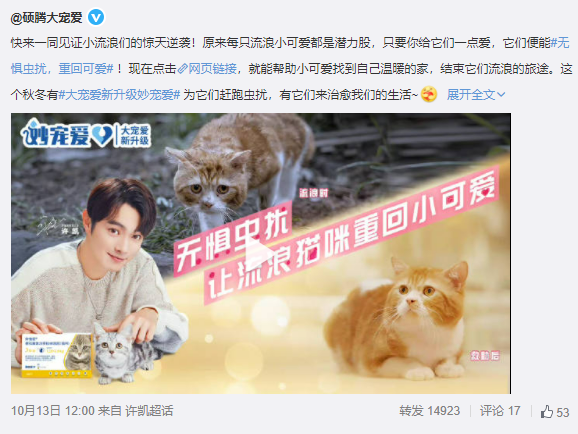 @硕腾大宠爱
快来一同见证小流浪们的惊天逆袭！原来每只流浪小可爱都是潜力股，只要你给它们一点爱，它们便能#无
惧虫扰，重回可爱#！现在点击网页链接，就能帮助小可爱找到自己温暖的家，结束它们流浪的旅途。这
个秋冬有#大宠爱新升级妙宠爱# 为它们赶跑虫扰，有它们来治愈我们的生活~ 展开全文
妙宠爱
大宠爱
新升级
流浪时
无惧虫扰
让流浪猫咪重回小可爱
许凯
救助后
10月13日 12:00 来自 许凯超话
转发 14923 评论 17 53